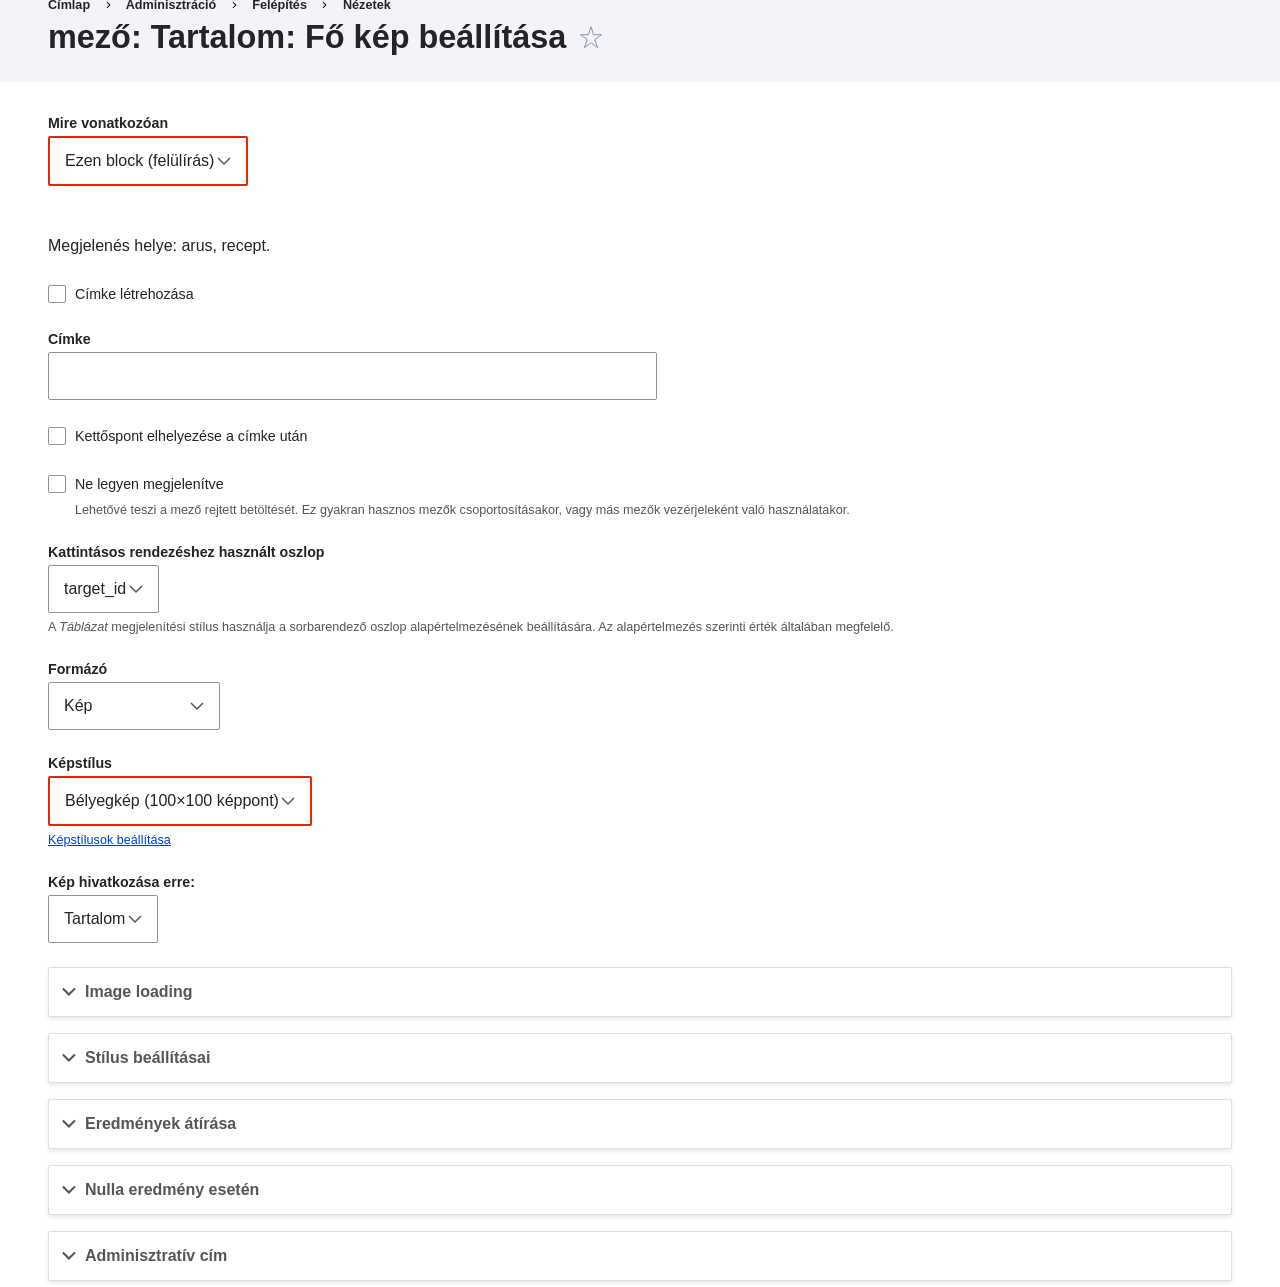 Címlap > Adminisztráció > Felépítés > Nézetek
mező: Tartalom: Fő kép beállítása ☆
Mire vonatkozóan
Ezen block (felülírás)
Megjelenés helye: arus, recept.
Címke létrehozása
Címke
Kettőspont elhelyezése a címke után
Ne legyen megjelenítve
Lehetővé teszi a mező rejtett betöltését. Ez gyakran hasznos mezők csoportosításakor, vagy más mezők vezérjeleként való használatakor.
Kattintásos rendezéshez használt oszlop
target_id
A Táblázat megjelenítési stílus használja a sorbarendező oszlop alapértelmezésének beállítására. Az alapértelmezés szerinti érték általában megfelelő.
Formázó
Kép
Képstílus
Bélyegkép (100×100 képpont)
Képstílusok beállítása
Kép hivatkozása erre:
Tartalom
Image loading
Stílus beállításai
Eredmények átírása
Nulla eredmény esetén
Adminisztratív cím